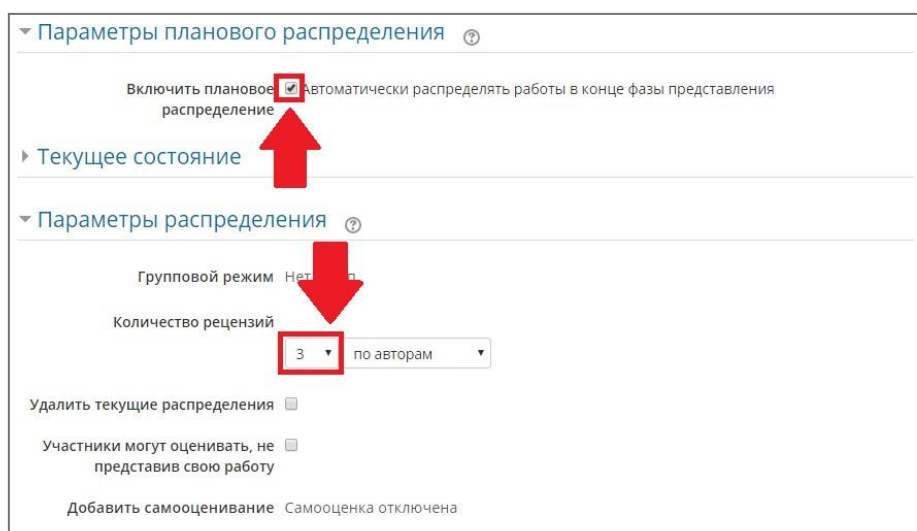 Параметры планового распределения
Включить плановое Автоматически распределять работы в конце фазы представления
распределение
Текущее состояние
Параметры распределения
Групповой режим Нет
Количество рецензий
3 по авторам
Удалить текущие распределения
Участники могут оценивать, не
представив свою работу
Добавить самооценивание Самооценка отключена